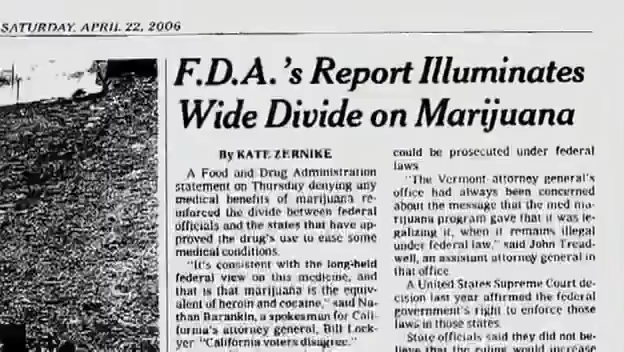 SATURDAY, APRIL 22, 2006
F.D.A.'s Report Illuminates
Wide Divide on Marijuana
By KATE ZERNIKE
A Food and Drug Administration
statement on Thursday denying any
medical benefits of marijuana re-
inforced the divide between federal
officials and the states that have ap-
proved the drug's use to ease some
medical conditions.
"It's consistent with the long-held
federal view on this medicine, and
that is that marijuana is the equiv-
alent of heroin and cocaine," said Na-
than Barankin, a spokesman for Cali-
fornia's attorney general, Bill Lock-
yer "California voters disagree."
could be prosecuted under federal
laws
"The Vermont attorney general's
office had always been concerned
about the message that the med ma-
rijuana program gave that it was le-
galizing it, when it remains illegal
under federal law," said John Tread-
well, an assistant attorney general in
that office.
A United States Supreme Court de-
cision last year affirmed the federal
government's right to enforce those
laws in those states.
State officials said they did not be-
lieve that the ruling would increase